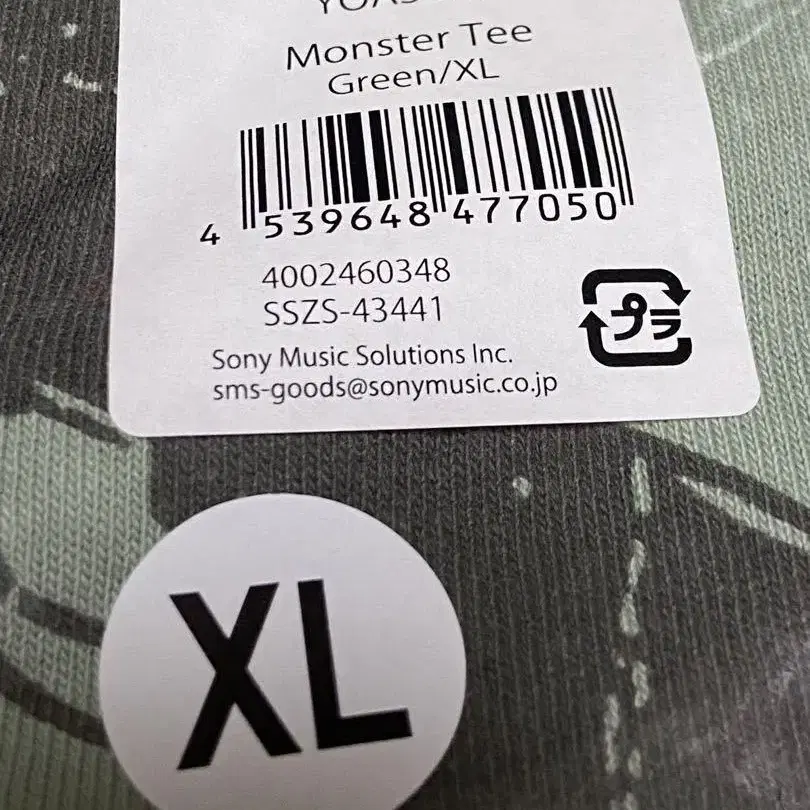 Monster Tee
Green/XL
4 539648 477050
4002460348
SSZS-43441
プラ
Sony Music Solutions Inc.
sms-goods@sonymusic.co.jp
XL